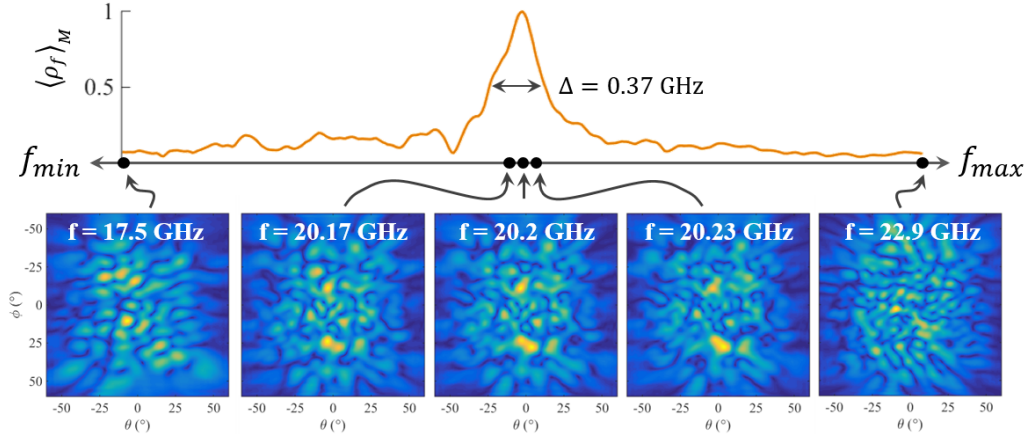 1
⟨ρf⟩M
0.5
Δ = 0.37 GHz
fmin
fmax
f = 17.5 GHz
f = 20.17 GHz
f = 20.2 GHz
f = 20.23 GHz
f = 22.9 GHz
-50
-25
0
25
50
ϕ (°)
-50 -25 0 25 50
-50 -25 0 25 50
-50 -25 0 25 50
-50 -25 0 25 50
-50 -25 0 25 50
θ (°)
θ (°)
θ (°)
θ (°)
θ (°)